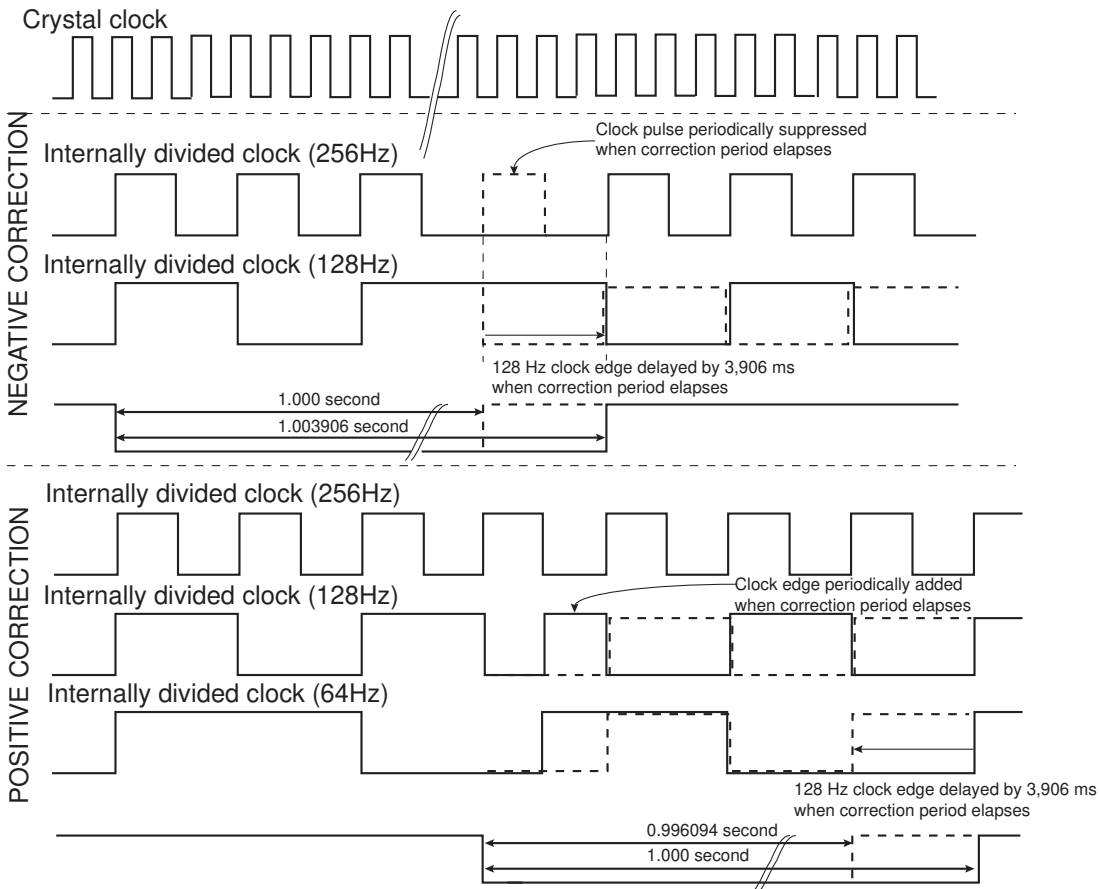 Crystal clock
NEGATIVE CORRECTION
Clock pulse periodically suppressed
when correction period elapses
Internally divided clock (256Hz)
Internally divided clock (128Hz)
128 Hz clock edge delayed by 3,906 ms
when correction period elapses
1.000 second
1.003906 second
POSITIVE CORRECTION
Internally divided clock (256Hz)
Internally divided clock (128Hz)
Clock edge periodically added
when correction period elapses
Internally divided clock (64Hz)
128 Hz clock edge delayed by 3,906 ms
when correction period elapses
0.996094 second
1.000 second